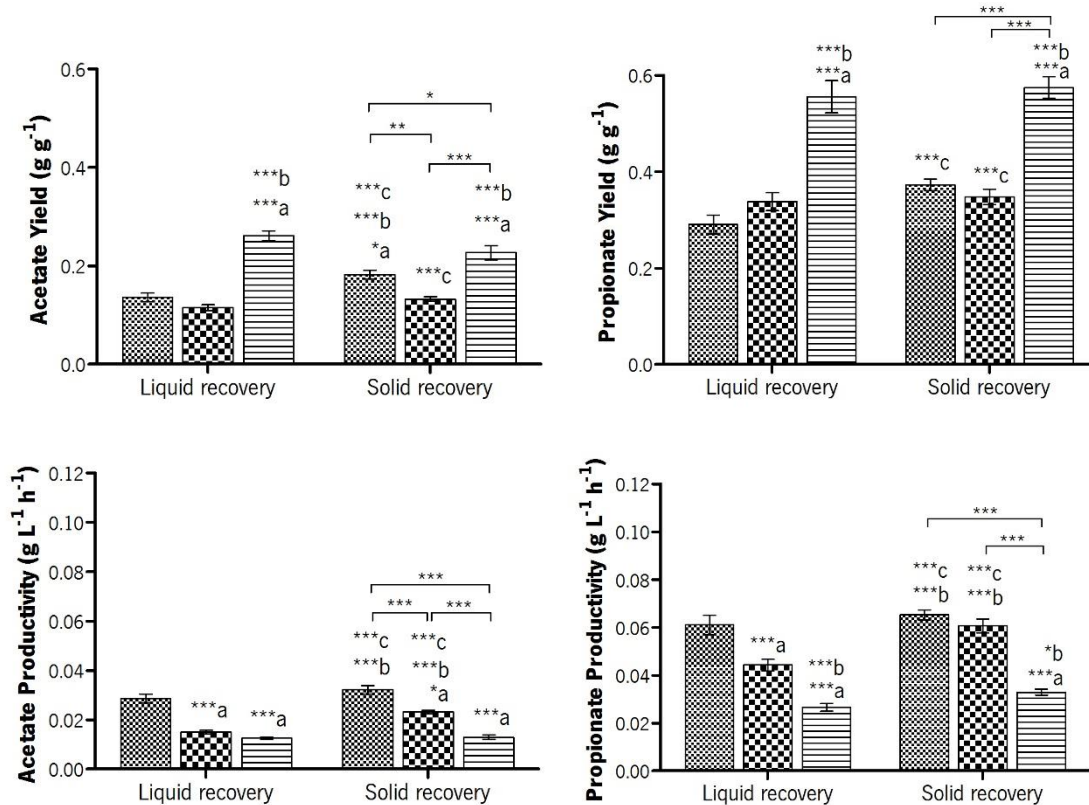 Acetate Yield (g g⁻¹)
0.6
0.4
0.2
0.0
***b
***a
*
**
***
***c
***b
*a
***c
***b
***a
Liquid recovery
Solid recovery
Propionate Yield (g g⁻¹)
0.6
0.4
0.2
0.0
***b
***a
***
***
***c
***c
***b
***a
Liquid recovery
Solid recovery
Acetate Productivity (g L⁻¹ h⁻¹)
0.12
0.10
0.08
0.06
0.04
0.02
0.00
***a
***a
***
***
***
***c
***b
***c
***b
*a
***a
Liquid recovery
Solid recovery
Propionate Productivity (g L⁻¹ h⁻¹)
0.12
0.10
0.08
0.06
0.04
0.02
0.00
***a
***b
***a
***
***
***c
***b
***c
***b
*b
***a
Liquid recovery
Solid recovery